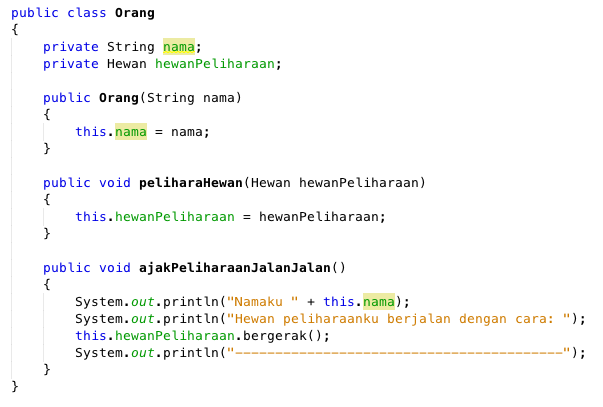 public class Orang
{
    private String nama;
    private Hewan hewanPeliharaan;

    public Orang(String nama)
    {
        this.nama = nama;
    }

    public void peliharaHewan(Hewan hewanPeliharaan)
    {
        this.hewanPeliharaan = hewanPeliharaan;
    }

    public void ajakPeliharaanJalanJalan()
    {
        System.out.println("Namaku " + this.nama);
        System.out.println("Hewan peliharaanku berjalan dengan cara: ");
        this.hewanPeliharaan.bergerak();
        System.out.println("-----------------------------------------");
    }
}